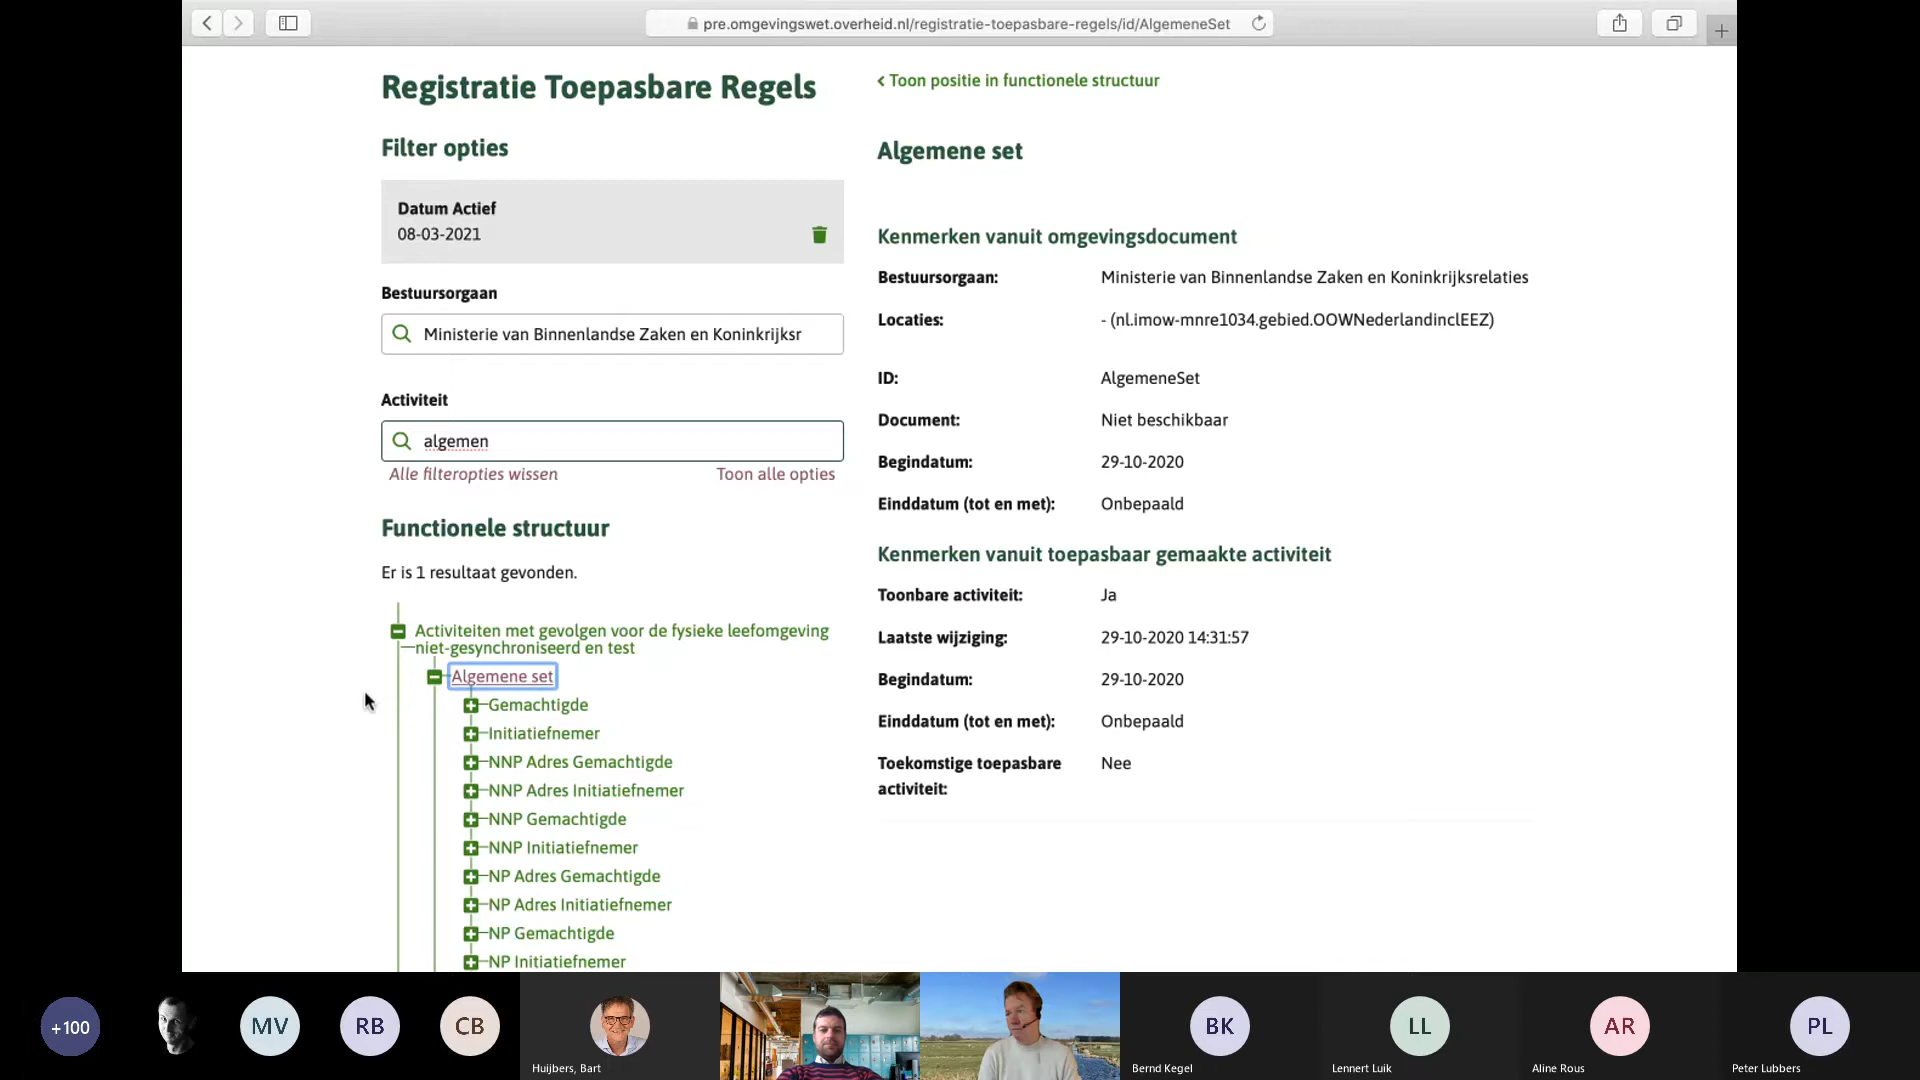 pre.omgevingswet.overheid.nl/registratie-toepasbare-regels/id/AlgemeneSet
Registratie Toepasbare Regels
Filter opties
Datum Actief
08-03-2021
Bestuursorgaan
Ministerie van Binnenlandse Zaken en Koninkrijksr
Activiteit
algemen
Alle filteropties wissen
Toon alle opties
Functionele structuur
Er is 1 resultaat gevonden.
Activiteiten met gevolgen voor de fysieke leefomgeving
niet-gesynchroniseerd en test
Algemene set
Gemachtigde
Initiatiefnemer
NNP Adres Gemachtigde
NNP Adres Initiatiefnemer
NNP Gemachtigde
NNP Initiatiefnemer
NP Adres Gemachtigde
NP Adres Initiatiefnemer
NP Gemachtigde
NP Initiatiefnemer
Toon positie in functionele structuur
Algemene set
Kenmerken vanuit omgevingsdocument
Bestuursorgaan: Ministerie van Binnenlandse Zaken en Koninkrijksrelaties
Locaties: - (nl.imow-mnre1034.gebied.OOWNederlandinclEEZ)
ID: AlgemeneSet
Document: Niet beschikbaar
Begindatum: 29-10-2020
Einddatum (tot en met): Onbepaald
Kenmerken vanuit toepasbaar gemaakte activiteit
Toonbare activiteit: Ja
Laatste wijziging: 29-10-2020 14:31:57
Begindatum: 29-10-2020
Einddatum (tot en met): Onbepaald
Toekomstige toepasbare Nee
activiteit:
+100
MV
RB
CB
BK
LL
AR
PL
Huijbers, Bart
Bernd Kegel
Lennert Luik
Aline Rous
Peter Lubbers